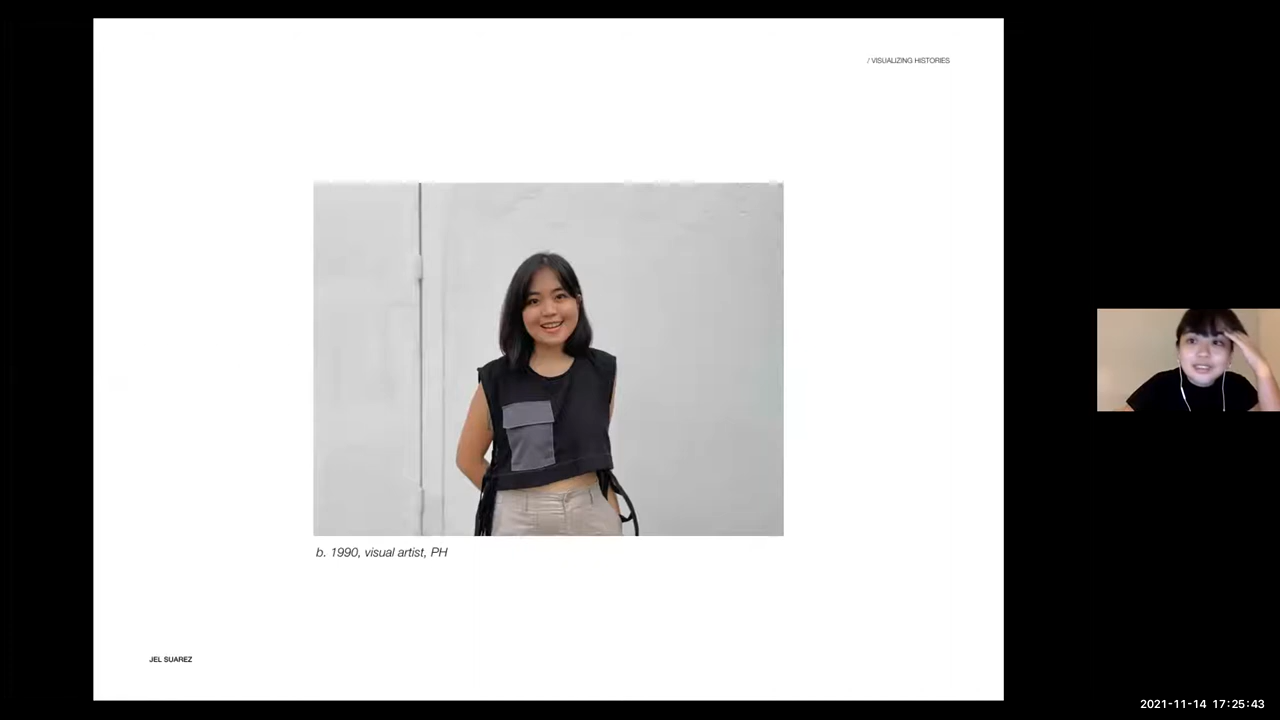 / VISUALIZING HISTORIES
b. 1990, visual artist, PH
JEL SUAREZ
2021-11-14 17:25:43